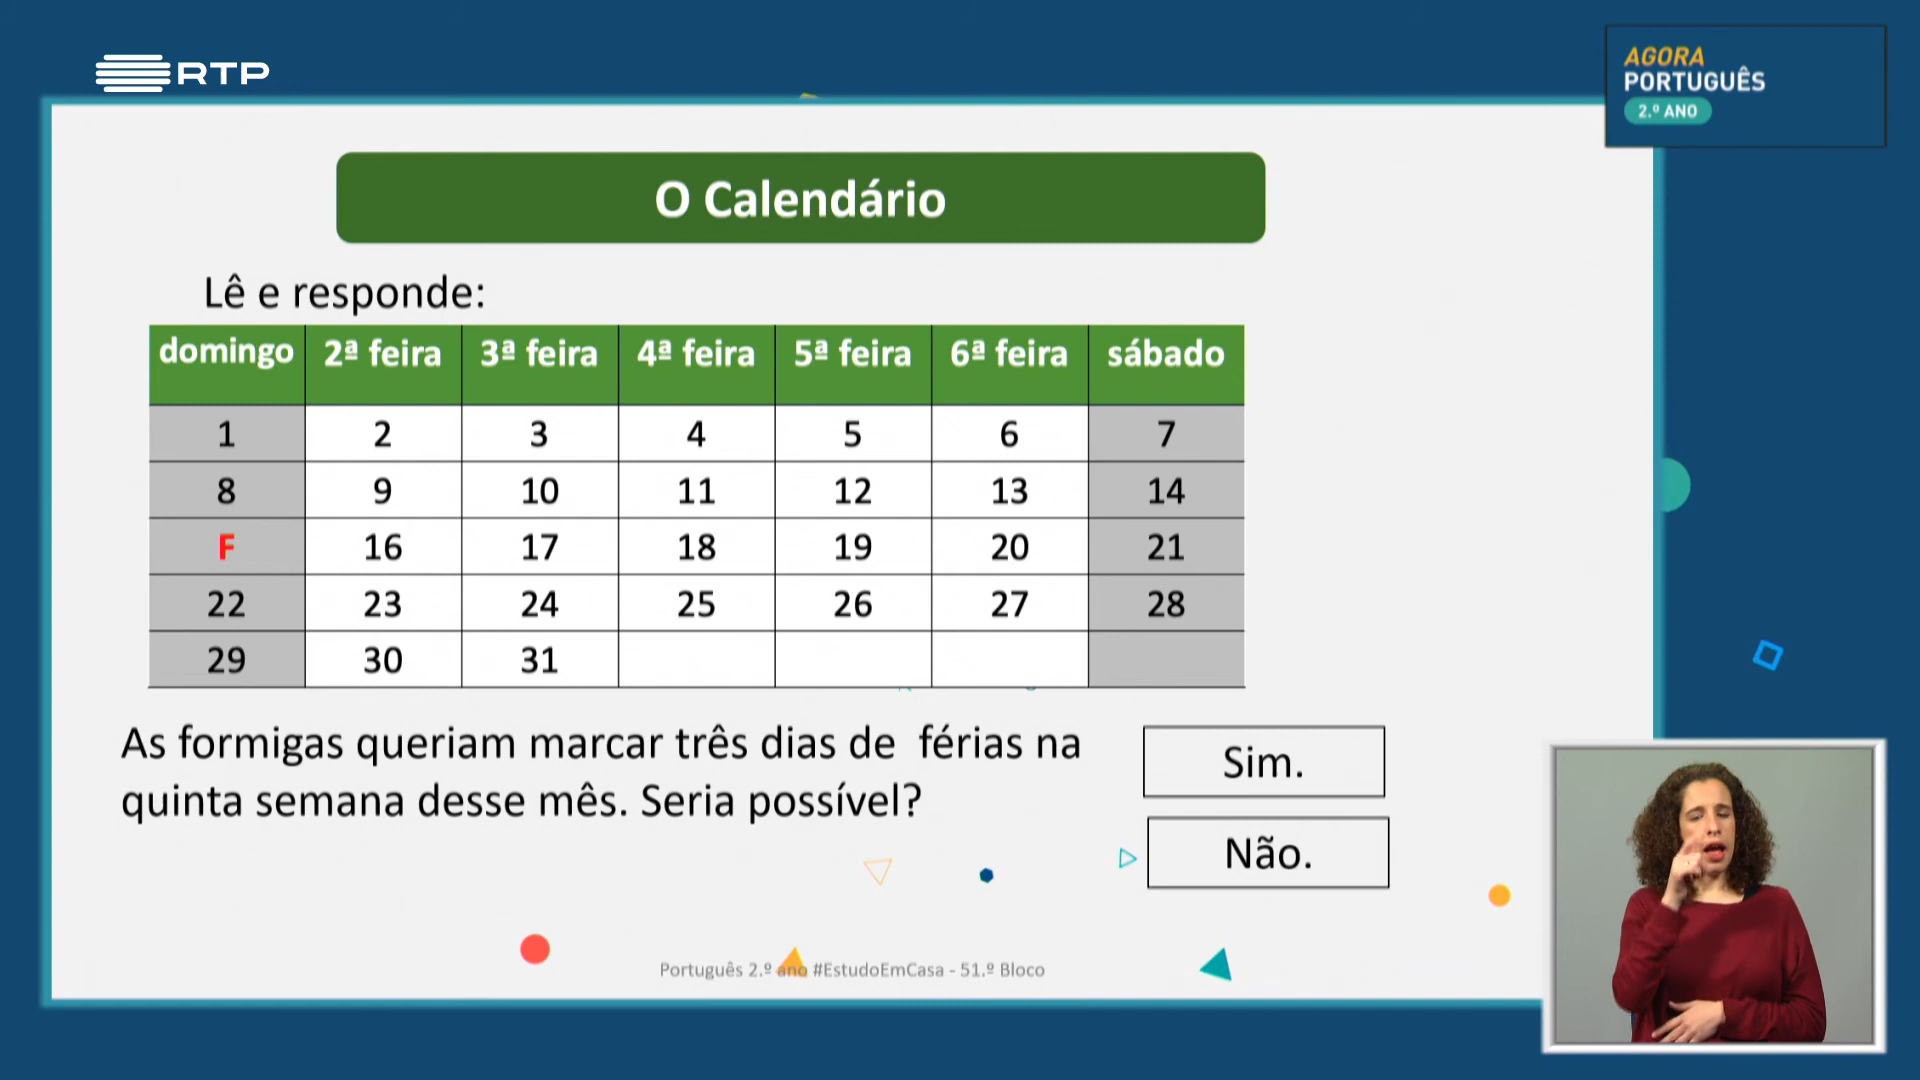 RTP
AGORA
PORTUGUÊS
2.º ANO
O Calendário
Lê e responde:
domingo 2ª feira 3ª feira 4ª feira 5ª feira 6ª feira sábado
1 2 3 4 5 6 7
8 9 10 11 12 13 14
F 16 17 18 19 20 21
22 23 24 25 26 27 28
29 30 31
As formigas queriam marcar três dias de férias na
quinta semana desse mês. Seria possível?
Sim.
Não.
Português 2.º ano #EstudoEmCasa - 51.º Bloco